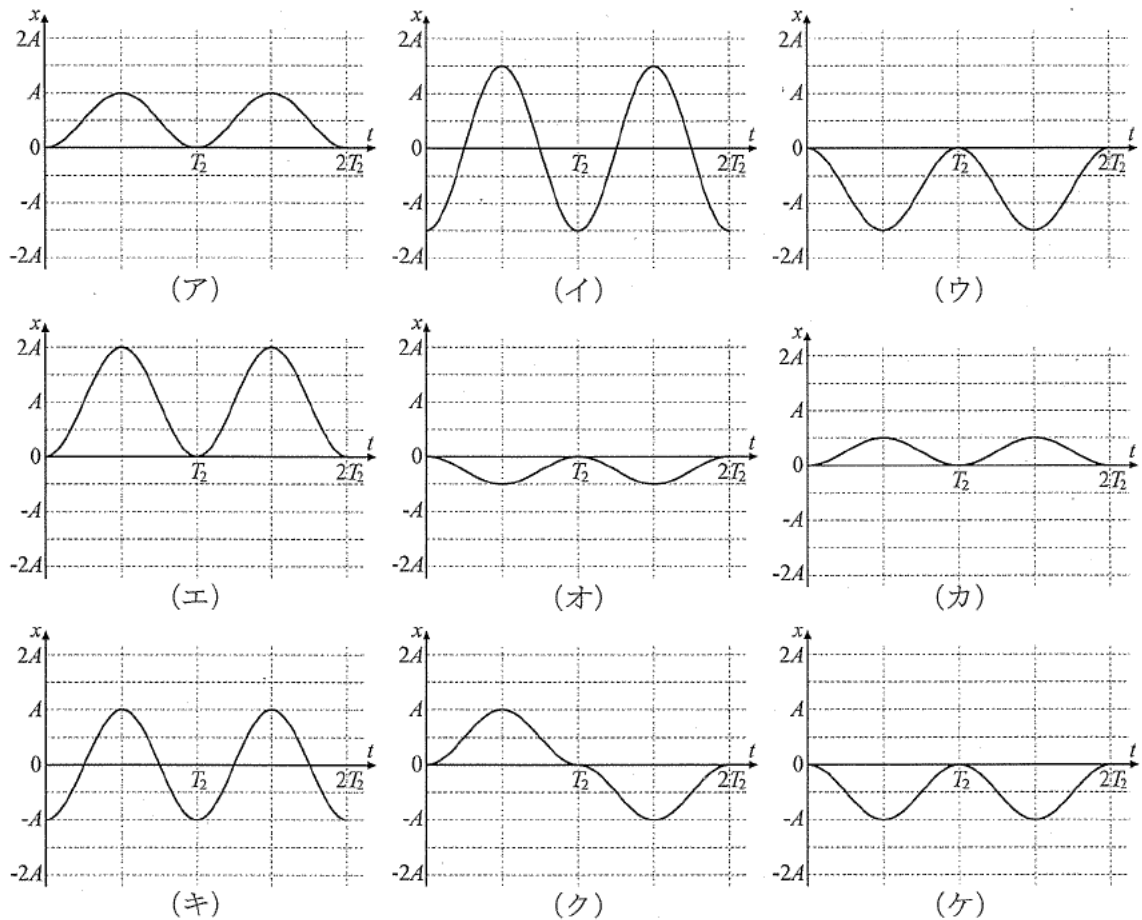 x
2A
A
0
-A
-2A
T₂
2T₂
t
(ア)
x
2A
A
0
-A
-2A
T₂
2T₂
t
(イ)
x
2A
A
0
-A
-2A
T₂
2T₂
t
(ウ)
x
2A
A
0
-A
-2A
T₂
2T₂
t
(エ)
x
2A
A
0
-A
-2A
T₂
2T₂
t
(オ)
x
2A
A
0
-A
-2A
T₂
2T₂
t
(カ)
x
2A
A
0
-A
-2A
T₂
2T₂
t
(キ)
x
2A
A
0
-A
-2A
T₂
2T₂
t
(ク)
x
2A
A
0
-A
-2A
T₂
2T₂
t
(ケ)